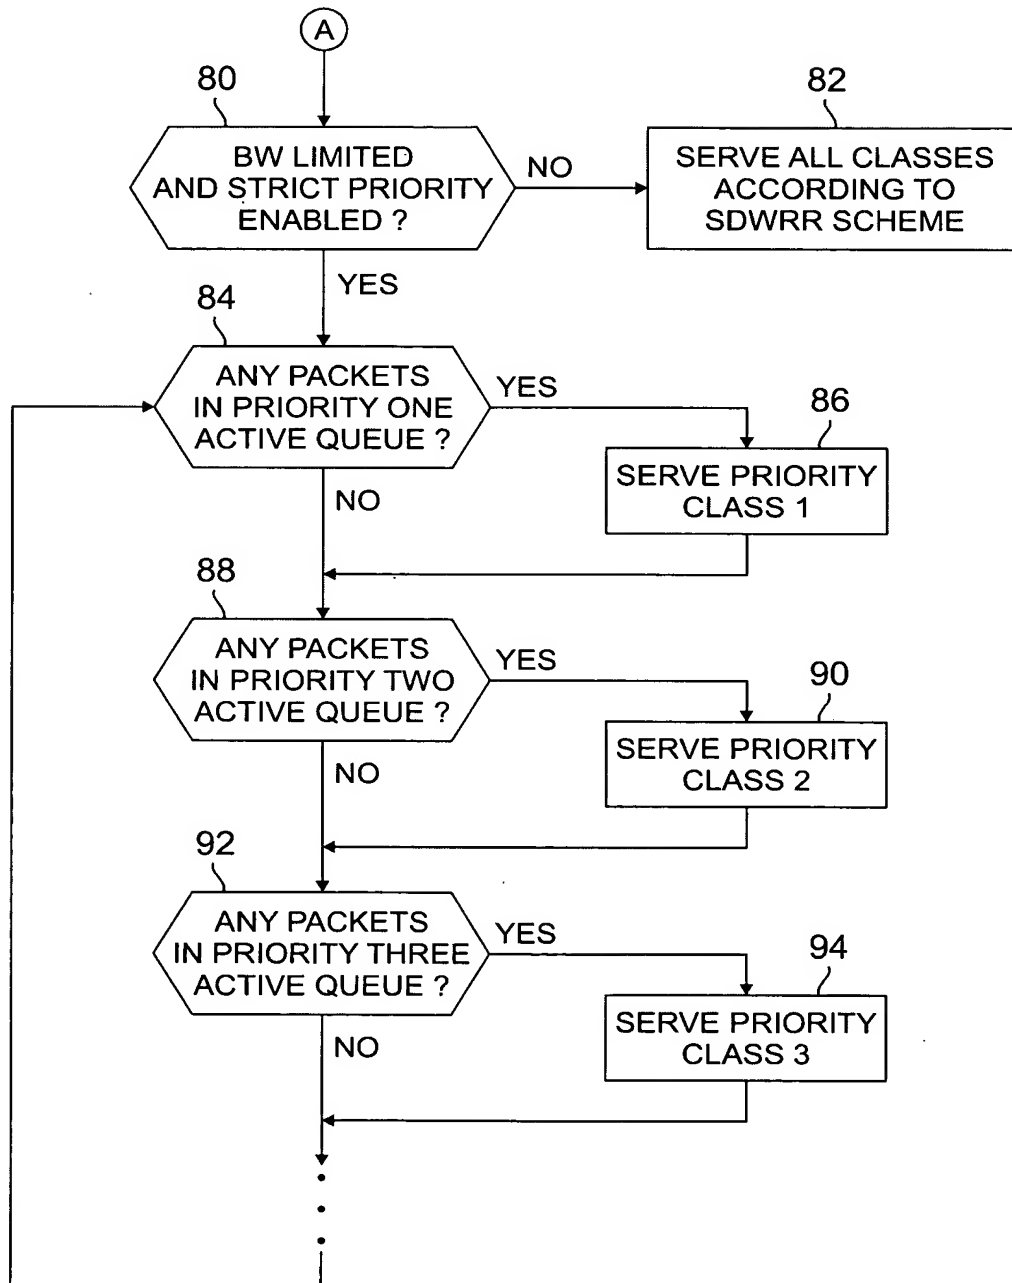 A
80
BW LIMITED
AND STRICT PRIORITY
ENABLED ?
NO
82
SERVE ALL CLASSES
ACCORDING TO
SDWRR SCHEME
YES
84
ANY PACKETS
IN PRIORITY ONE
ACTIVE QUEUE ?
YES
86
SERVE PRIORITY
CLASS 1
NO
88
ANY PACKETS
IN PRIORITY TWO
ACTIVE QUEUE ?
YES
90
SERVE PRIORITY
CLASS 2
NO
92
ANY PACKETS
IN PRIORITY THREE
ACTIVE QUEUE ?
YES
94
SERVE PRIORITY
CLASS 3
NO